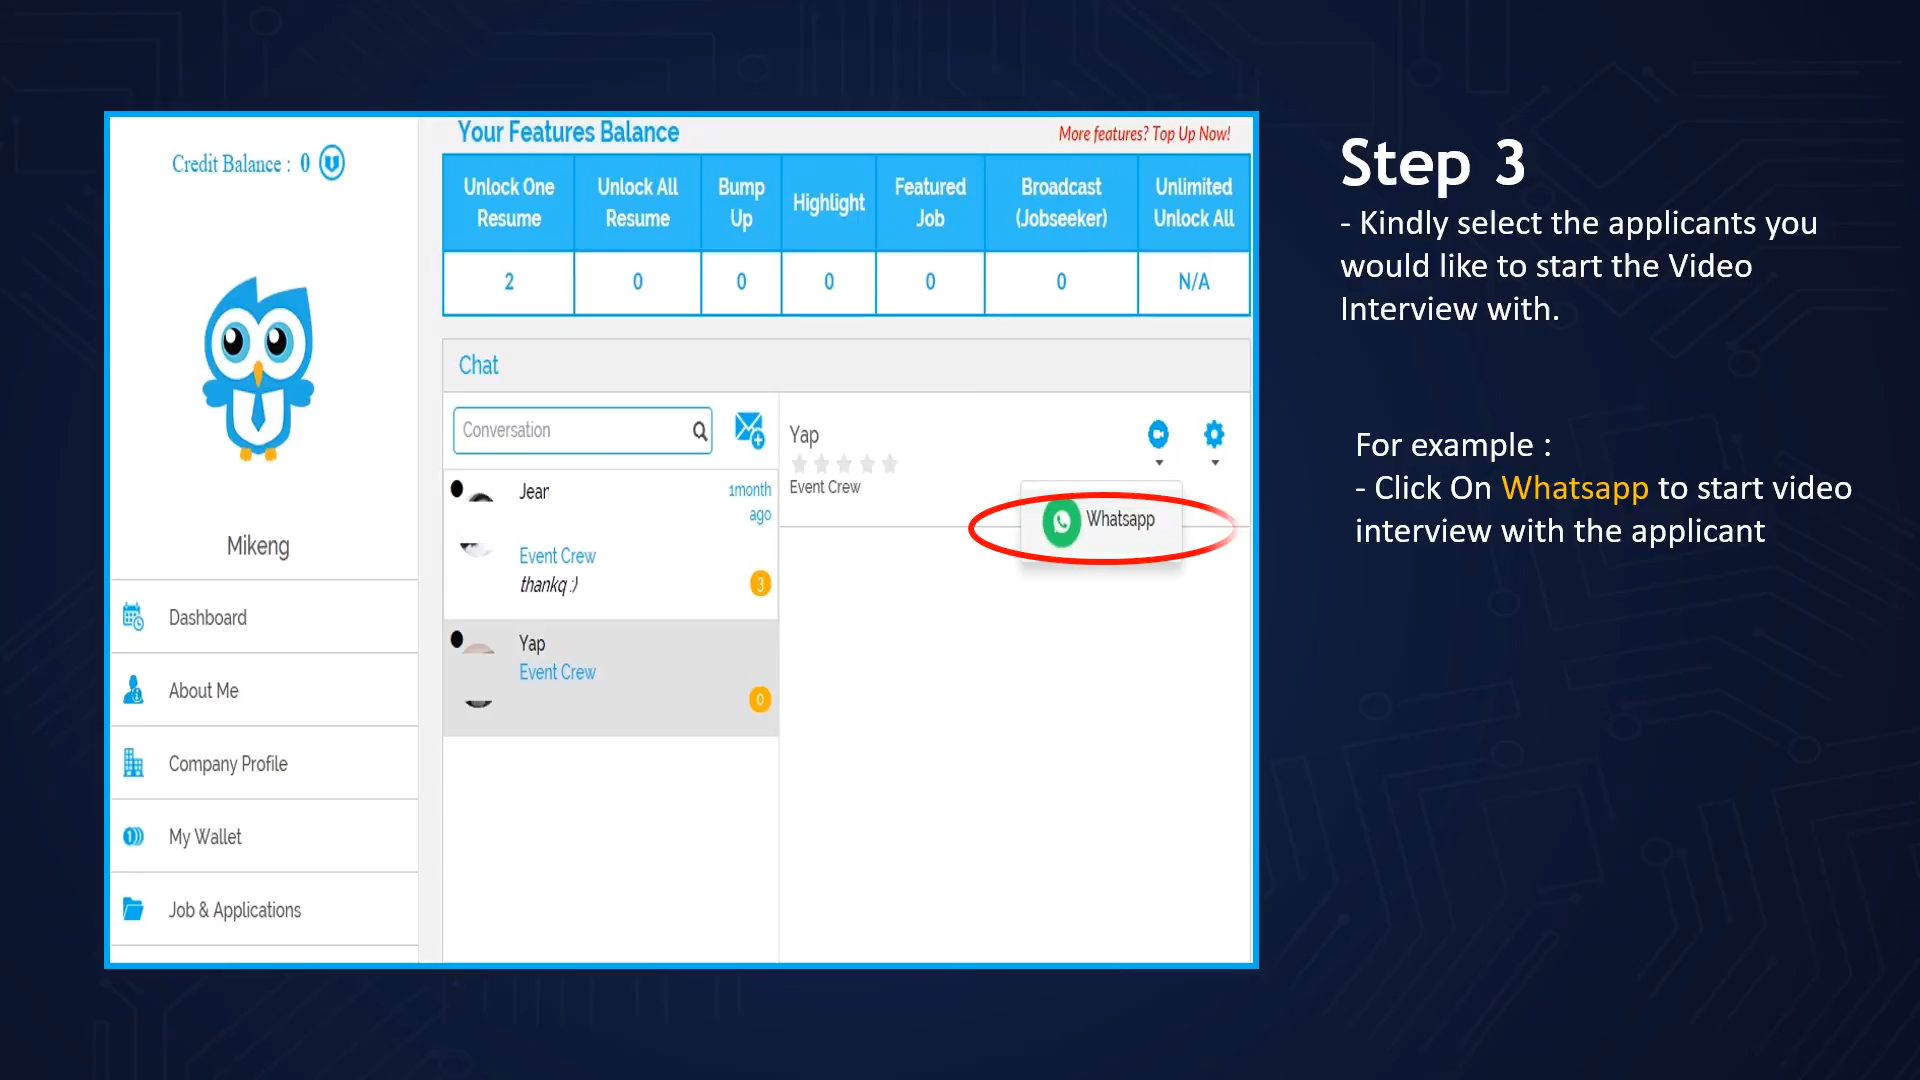 Credit Balance : 0
Mikeng
Dashboard
About Me
Company Profile
My Wallet
Job & Applications
Your Features Balance
More features? Top Up Now!
Unlock One Resume
Unlock All Resume
Bump Up
Highlight
Featured Job
Broadcast (Jobseeker)
Unlimited Unlock All
2
0
0
0
0
0
N/A
Chat
Conversation
Jean
1month ago
Event Crew
thankq :)
3
Yap
Event Crew
0
Yap
Event Crew
Whatsapp
Step 3
- Kindly select the applicants you
would like to start the Video
Interview with.
For example :
- Click On Whatsapp to start video
interview with the applicant